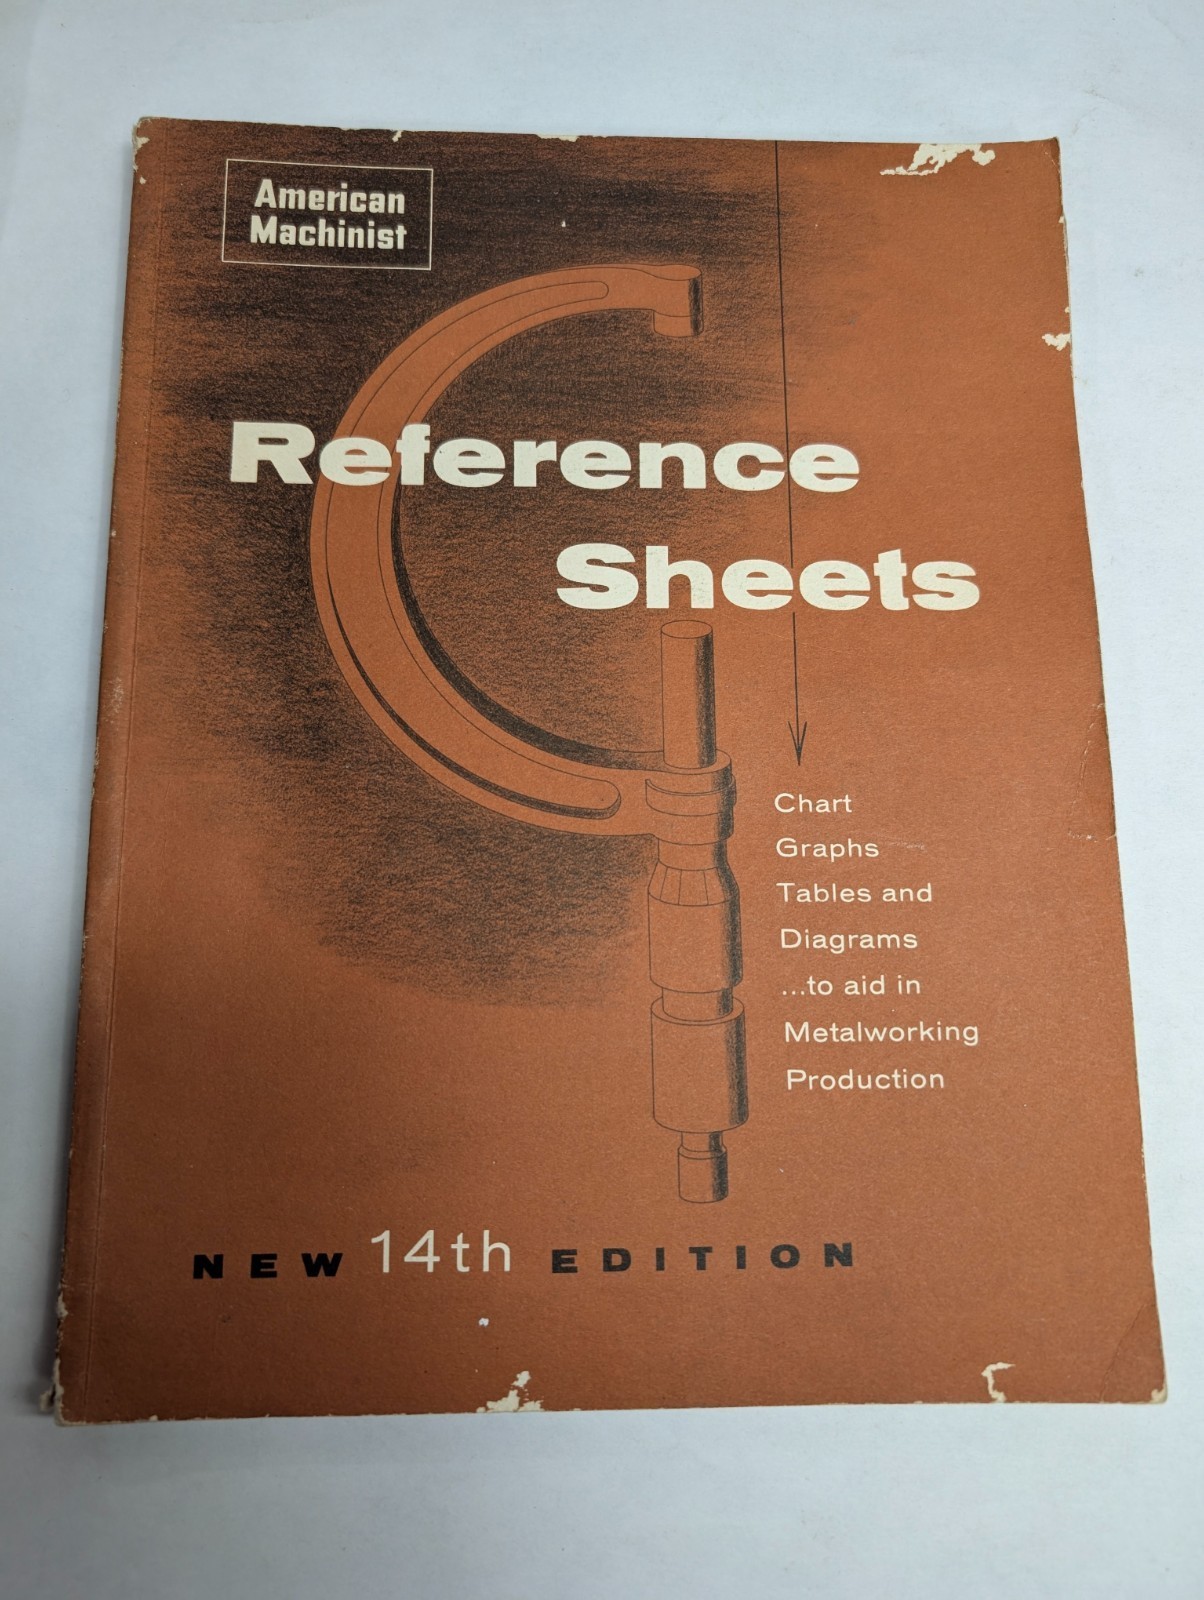 American
Machinist
Reference
Sheets
Chart
Graphs
Tables and
Diagrams
...to aid in
Metalworking
Production
NEW 14th EDITION